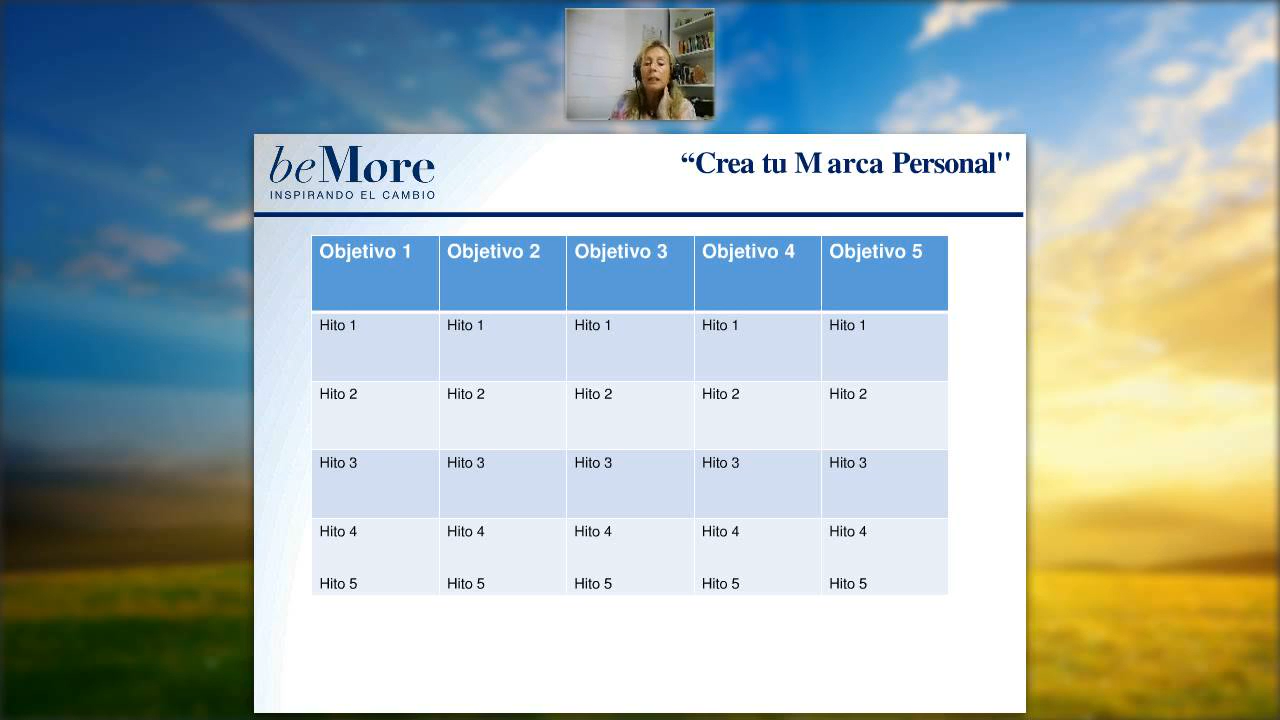 beMore
INSPIRANDO EL CAMBIO
“Crea tu Marca Personal"
Objetivo 1 Objetivo 2 Objetivo 3 Objetivo 4 Objetivo 5
Hito 1 Hito 1 Hito 1 Hito 1 Hito 1
Hito 2 Hito 2 Hito 2 Hito 2 Hito 2
Hito 3 Hito 3 Hito 3 Hito 3 Hito 3
Hito 4 Hito 4 Hito 4 Hito 4 Hito 4
Hito 5 Hito 5 Hito 5 Hito 5 Hito 5